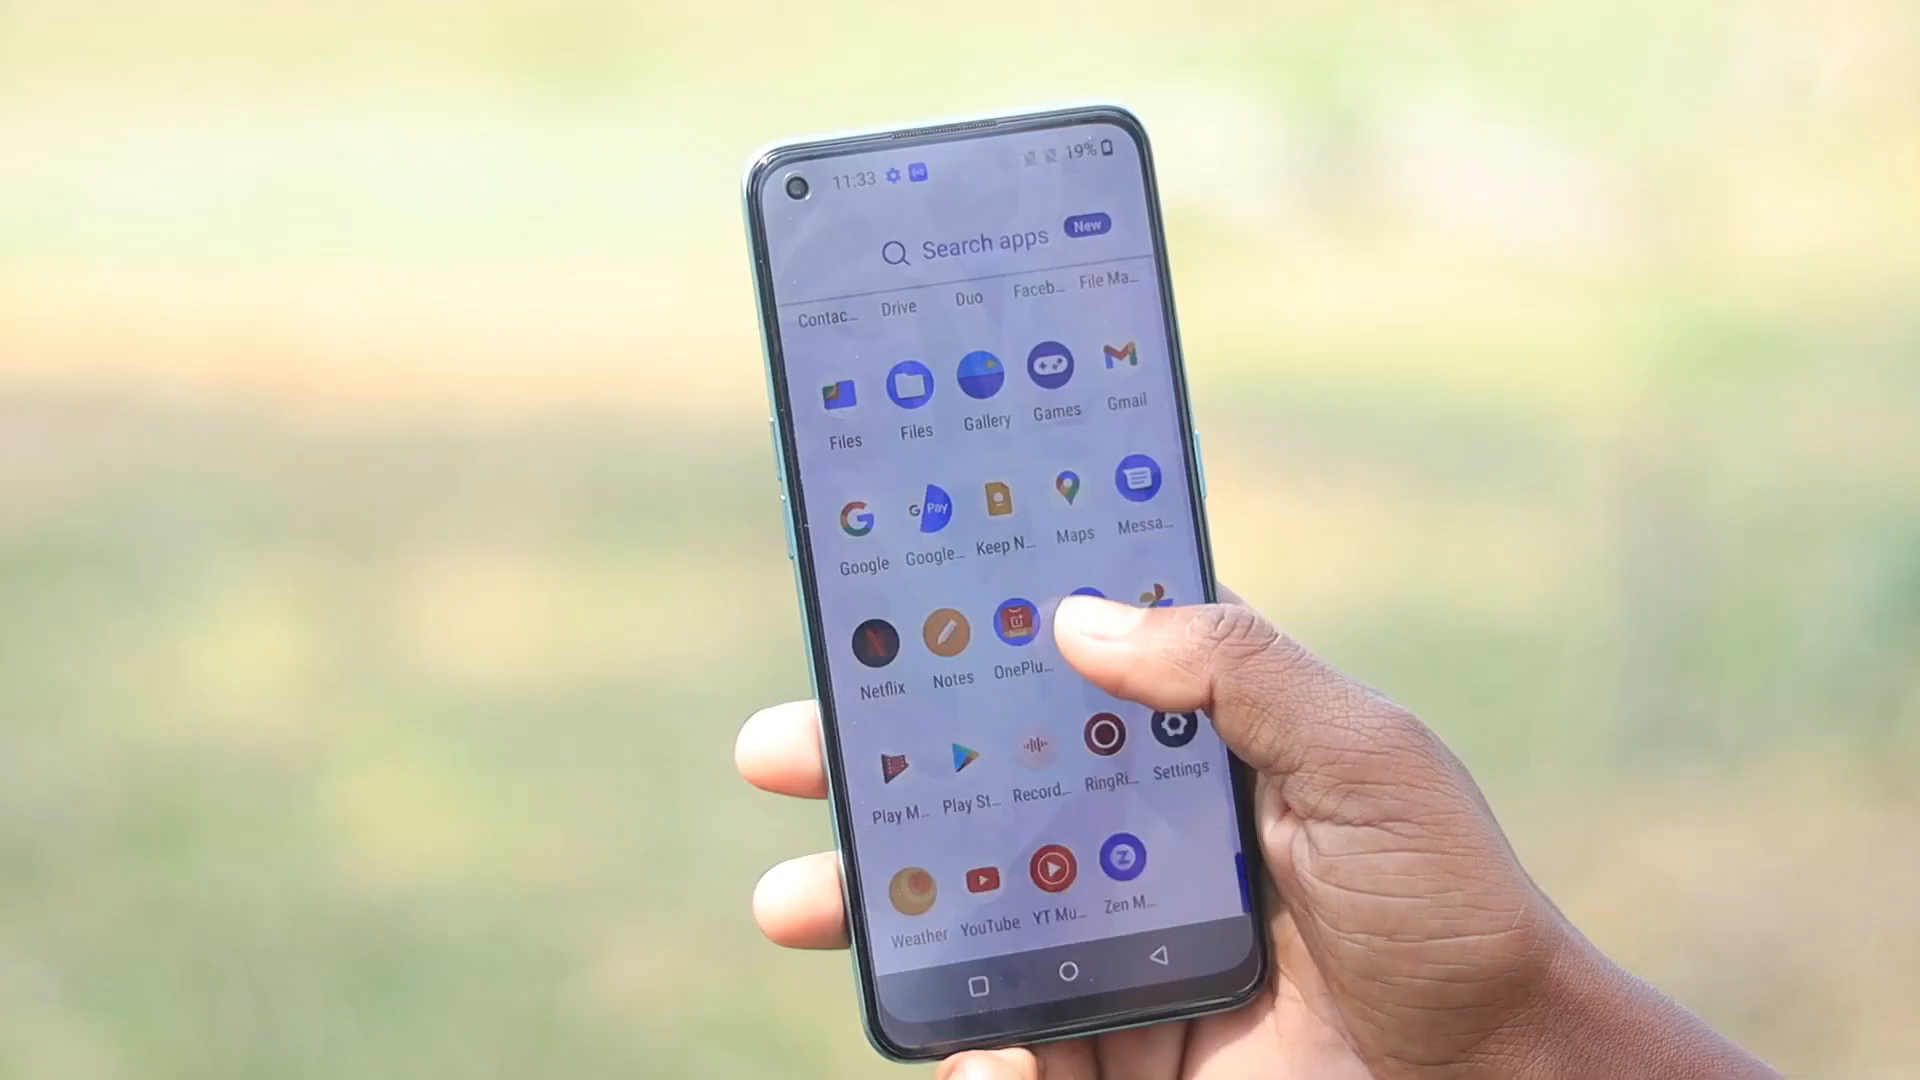 11:33 19%
Search apps New
Contac... Drive Duo Faceb... File Ma...
Files Files Gallery Games Gmail
G Pay
Google Google... Keep N... Maps Messa...
N
Netflix Notes OnePlu...
Play M... Play St... Record... RingRi... Settings
Z
Weather YouTube YT Mu... Zen M...